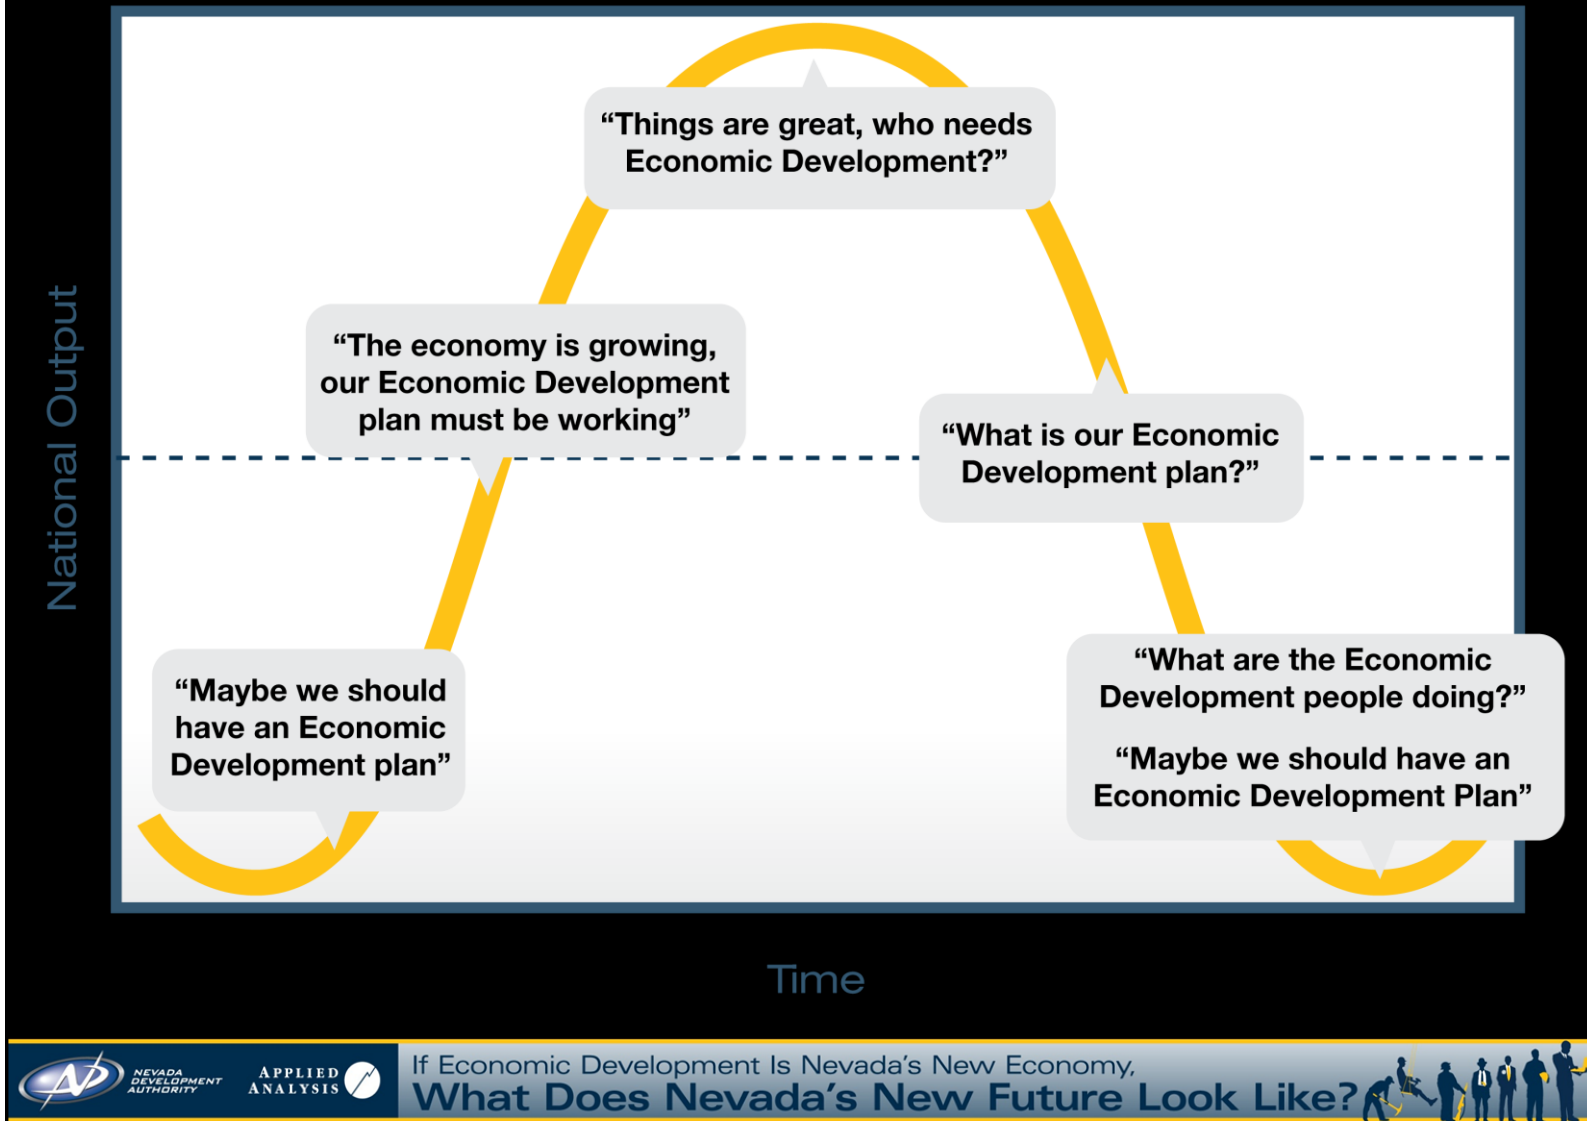 “Things are great, who needs
Economic Development?”
“The economy is growing,
our Economic Development
plan must be working”
“What is our Economic
Development plan?”
“Maybe we should
have an Economic
Development plan”
“What are the Economic
Development people doing?”
“Maybe we should have an
Economic Development Plan”
National Output
Time
NEVADA
DEVELOPMENT
AUTHORITY
APPLIED
ANALYSIS
If Economic Development Is Nevada’s New Economy,
What Does Nevada’s New Future Look Like?